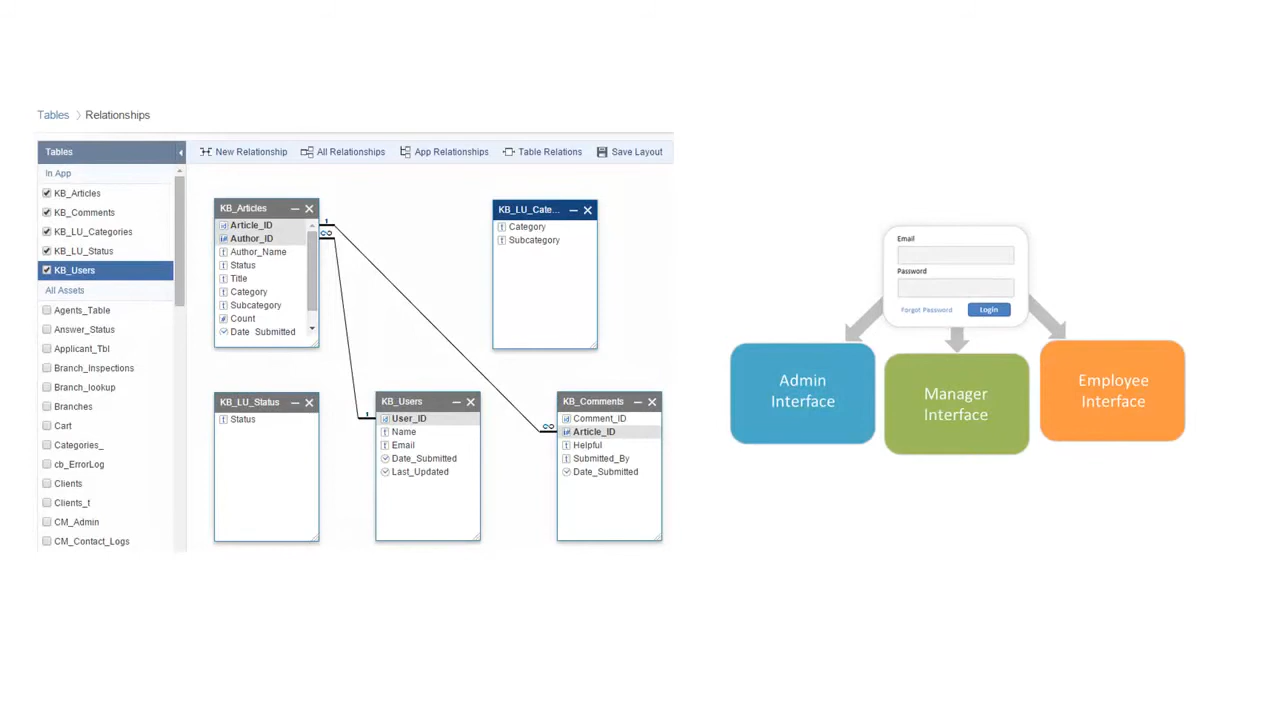 Tables 〉 Relationships
Tables
In App
KB_Articles
KB_Comments
KB_LU_Categories
KB_LU_Status
KB_Users
All Assets
Agents_Table
Answer_Status
Applicant_Tbl
Branch_Inspections
Branch_lookup
Branches
Cart
Categories_
cb_ErrorLog
Clients
Clients_t
CM_Admin
CM_Contact_Logs
New Relationship All Relationships App Relationships Table Relations Save Layout
KB_Articles
Article_ID
Author_ID
Author_Name
Status
Title
Category
Subcategory
Count
Date_Submitted
1
∞
KB_LU_Cate...
Category
Subcategory
KB_LU_Status
Status
1
KB_Users
User_ID
Name
Email
Date_Submitted
Last_Updated
∞
KB_Comments
Comment_ID
Article_ID
Helpful
Submitted_By
Date_Submitted
Email
Password
Forgot Password Login
Admin
Interface
Manager
Interface
Employee
Interface